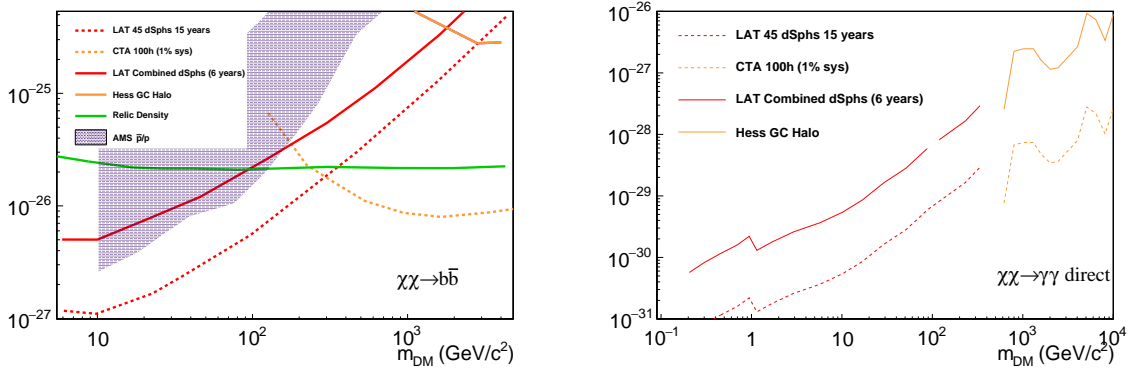 LAT 45 dSphs 15 years
CTA 100h (1% sys)
LAT Combined dSphs (6 years)
Hess GC Halo
Relic Density
AMS p̅/p
10⁻²⁵
10⁻²⁶
10⁻²⁷
χχ→bb̅
10
10²
10³
m_DM (GeV/c²)
10⁻²⁶
10⁻²⁷
10⁻²⁸
10⁻²⁹
10⁻³⁰
10⁻³¹
LAT 45 dSphs 15 years
CTA 100h (1% sys)
LAT Combined dSphs (6 years)
Hess GC Halo
χχ→γγ direct
10⁻¹
1
10
10²
10³
10⁴
m_DM (GeV/c²)